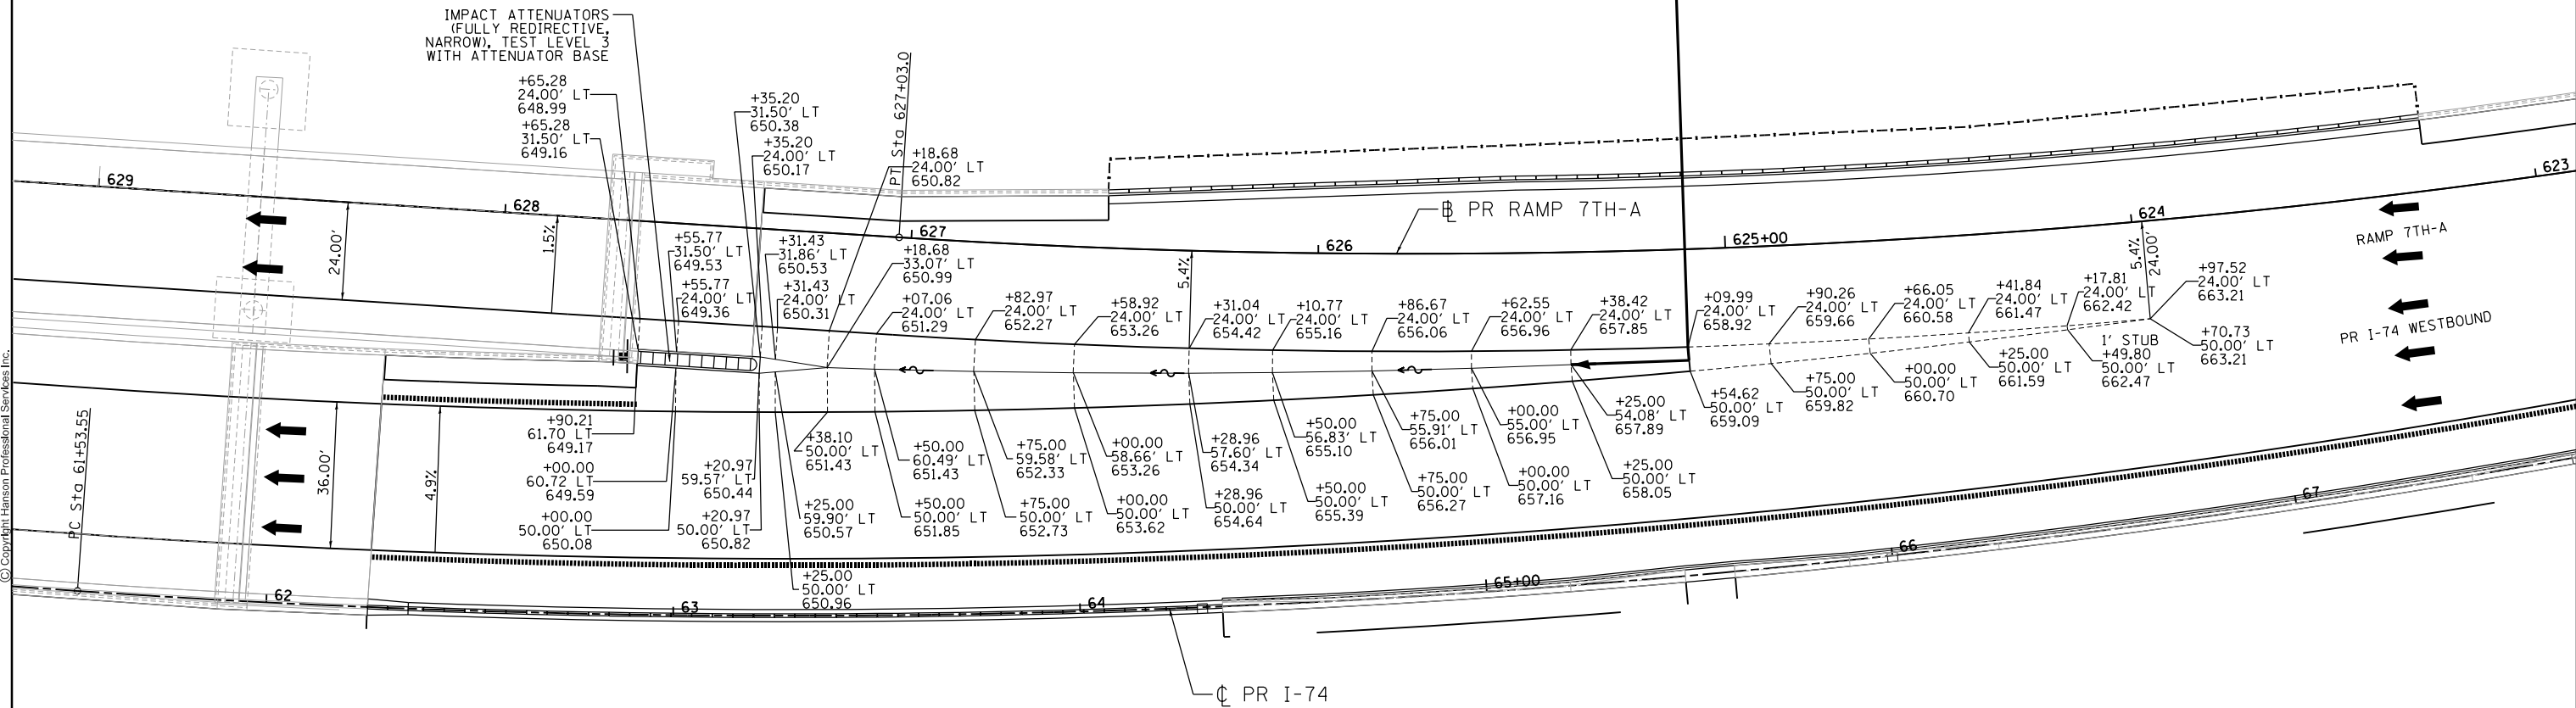 IMPACT ATTENUATORS
(FULLY REDIRECTIVE,
NARROW), TEST LEVEL 3
WITH ATTENUATOR BASE
+65.28
24.00' LT
648.99
+65.28
31.50' LT
649.16
+35.20
31.50' LT
650.38
+35.20
24.00' LT
650.17
PT Sta 627+03.0
+18.68
24.00' LT
650.82
629
628
627
626
625+00
624
623
℄ PR RAMP 7TH-A
24.00'
1.5%
+55.77
31.50' LT
649.53
+55.77
24.00' LT
649.36
+31.43
31.86' LT
650.53
+31.43
24.00' LT
650.31
+18.68
33.07' LT
650.99
+07.06
24.00' LT
651.29
+82.97
24.00' LT
652.27
+58.92
24.00' LT
653.26
5.4%
+31.04
24.00' LT
654.42
+10.77
24.00' LT
655.16
+86.67
24.00' LT
656.06
+62.55
24.00' LT
656.96
+38.42
24.00' LT
657.85
+09.99
24.00' LT
658.92
+90.26
24.00' LT
659.66
+66.05
24.00' LT
660.58
+41.84
24.00' LT
661.47
+17.81
24.00' LT
662.42
5.4%
24.00'
+97.52
24.00' LT
663.21
RAMP 7TH-A
PR I-74 WESTBOUND
+70.73
50.00' LT
663.21
1' STUB
+49.80
50.00' LT
662.47
+25.00
50.00' LT
661.59
+00.00
50.00' LT
660.70
+75.00
50.00' LT
659.82
+54.62
50.00' LT
659.09
+25.00
54.08' LT
657.89
+00.00
55.00' LT
656.95
+75.00
55.91' LT
656.01
+50.00
56.83' LT
655.10
+28.96
57.60' LT
654.34
+00.00
58.66' LT
653.26
+75.00
59.58' LT
652.33
+50.00
60.49' LT
651.43
+38.10
50.00' LT
651.43
+90.21
61.70 LT
649.17
+00.00
60.72 LT
649.59
+00.00
50.00' LT
650.08
+20.97
59.57' LT
650.44
+20.97
50.00' LT
650.82
+25.00
59.90' LT
650.57
+25.00
50.00' LT
650.96
+50.00
50.00' LT
651.85
+75.00
50.00' LT
652.73
+00.00
50.00' LT
653.62
+28.96
50.00' LT
654.64
+50.00
50.00' LT
655.39
+75.00
50.00' LT
656.27
+00.00
50.00' LT
657.16
+25.00
50.00' LT
658.05
36.00'
4.9%
PC Sta 61+53.55
62
63
64
65+00
66
67
℄ PR I-74
(C) Copyright Hanson Professional Services Inc.